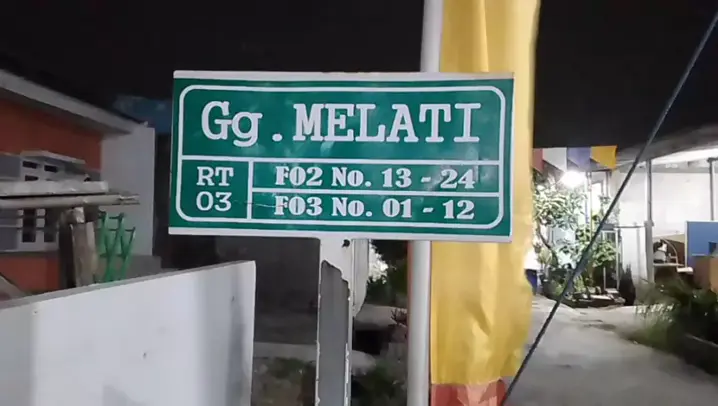 Gg. MELATI
RT 03
F02 No. 13 - 24
F03 No. 01 - 12